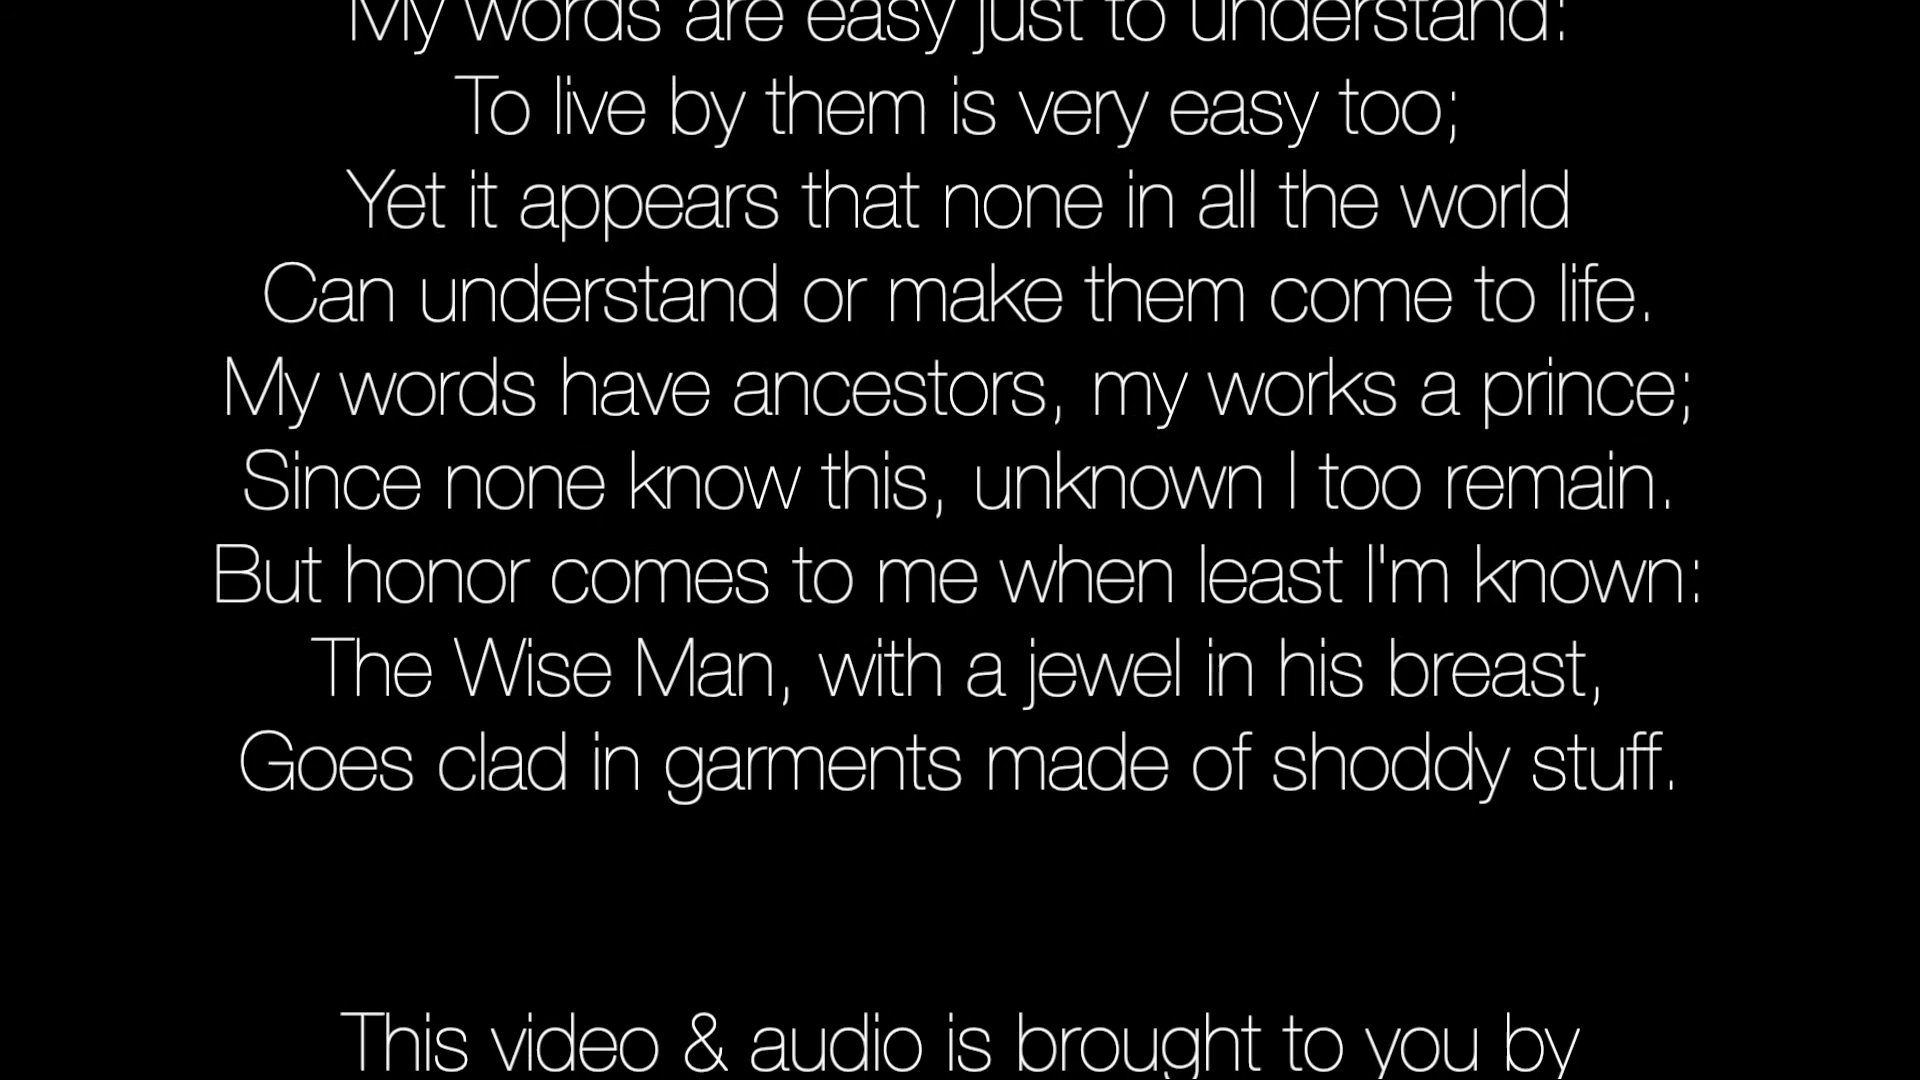 My words are easy just to understand:
To live by them is very easy too;
Yet it appears that none in all the world
Can understand or make them come to life.
My words have ancestors, my works a prince;
Since none know this, unknown I too remain.
But honor comes to me when least I'm known:
The Wise Man, with a jewel in his breast,
Goes clad in garments made of shoddy stuff.
This video & audio is brought to you by